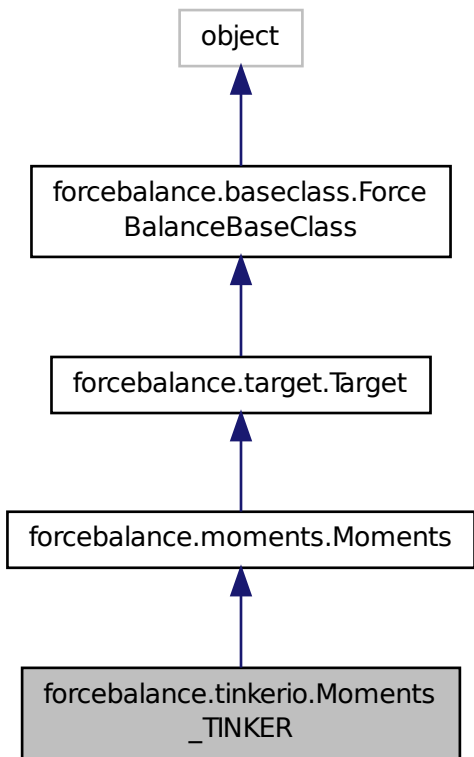 object
forcebalance.baseclass.Force
BalanceBaseClass
forcebalance.target.Target
forcebalance.moments.Moments
forcebalance.tinkerio.Moments
_TINKER